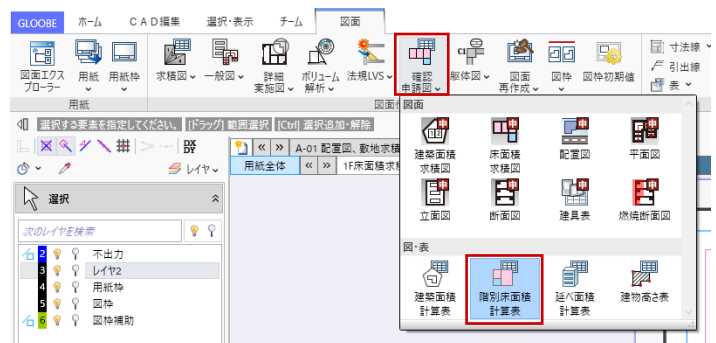 GLOOBE ホーム CAD編集 選択・表示 チーム 図面
図面エクス
プローラー
用紙 用紙枠 求積図 一般図
詳細
実施図
ボリューム
解析
法規LVS
確認
申請図
躯体図
図面
再作成
図枠 図枠初期値
寸法線
引出線
表
用紙
選択する要素を指定してください。 [ドラッグ] 範囲選択 [Ctrl] 選択追加・解除
レイヤ
A-01 配置図、敷地求積
用紙全体 1F床面積求
選択
次のレイヤを検索
2 不出力
3 レイヤ2
4 用紙枠
5 図枠
6 図枠補助
図面
建築面積
求積図
床面積
求積図
配置図 平面図
立面図 断面図 建具表 燃焼断面図
図・表
建築面積
計算表
階別床面積
計算表
延べ面積
計算表
建物高さ表